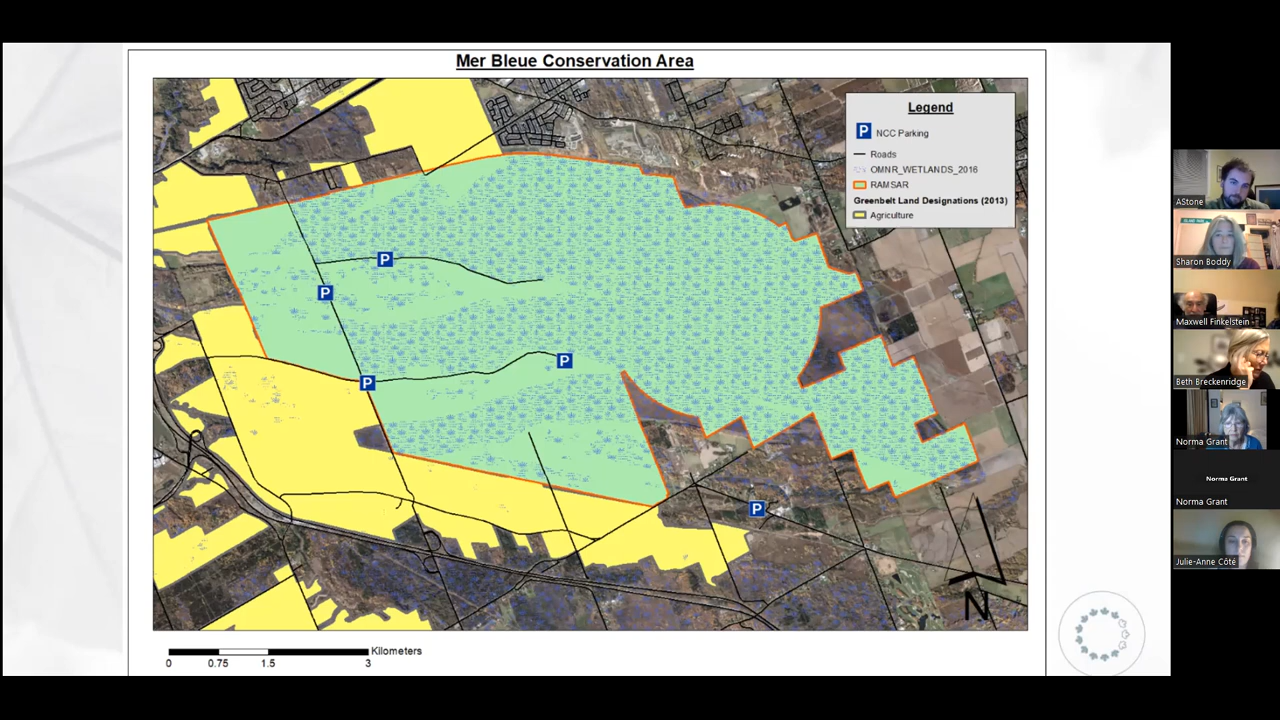 Mer Bleue Conservation Area
Legend
P NCC Parking
Roads
OMNR_WETLANDS_2016
RAMSAR
Greenbelt Land Designations (2013)
Agriculture
P
P
P
P
P
N
Kilometers
0 0.75 1.5 3
AStone
Sharon Boddy
Maxwell Finkelstein
Beth Breckenridge
Norma Grant
Norma Grant
Norma Grant
Julie-Anne Côté